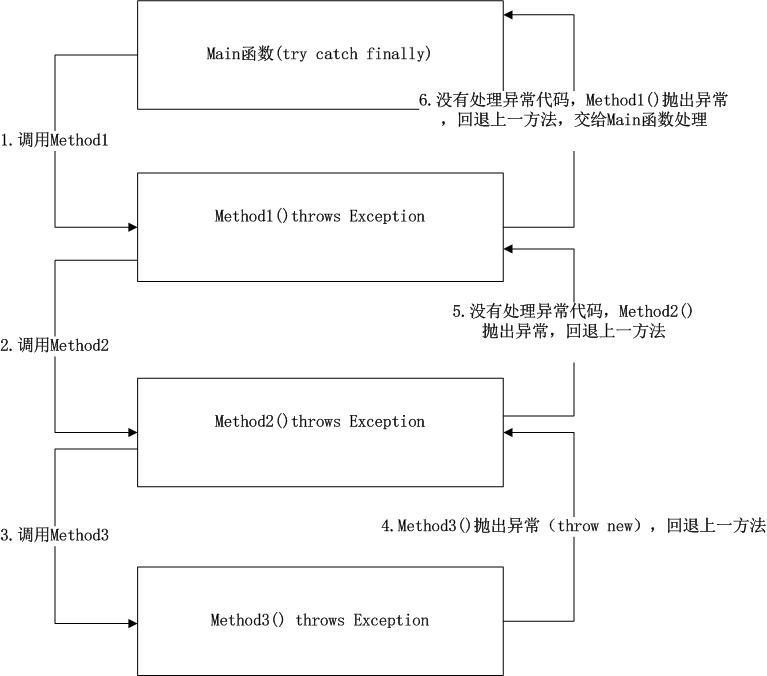 Main函数(try catch finally)
6.没有处理异常代码，Method1()抛出异常
，回退上一方法，交给Main函数处理
1.调用Method1
Method1()throws Exception
5.没有处理异常代码，Method2()
抛出异常，回退上一方法
2.调用Method2
Method2()throws Exception
4.Method3()抛出异常（throw new），回退上一方法
3.调用Method3
Method3() throws Exception